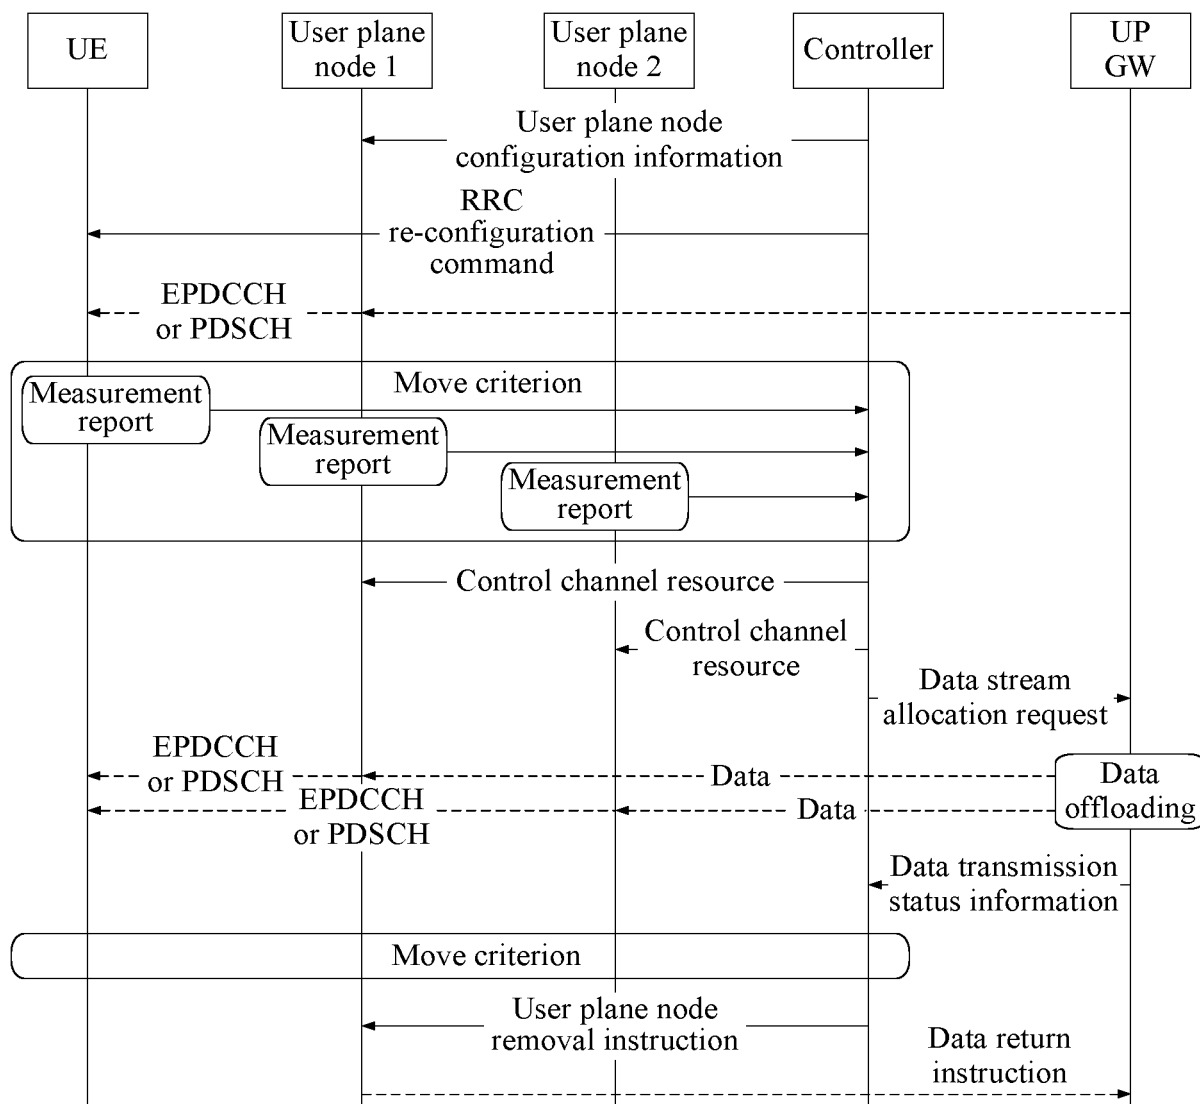 UE
User plane
node 1
User plane
node 2
Controller
UP
GW
User plane node
configuration information
RRC
re-configuration
command
EPDCCH
or PDSCH
Move criterion
Measurement
report
Measurement
report
Measurement
report
Control channel resource
Control channel
resource
Data stream
allocation request
EPDCCH
or PDSCH
Data
Data
offloading
EPDCCH
or PDSCH
Data
Data transmission
status information
Move criterion
User plane node
removal instruction
Data return
instruction